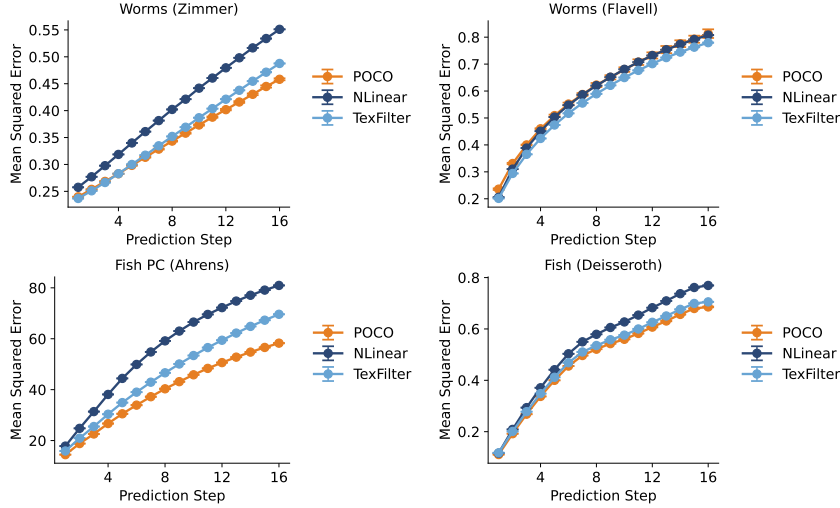 Worms (Zimmer)
Mean Squared Error
0.55
0.50
0.45
0.40
0.35
0.30
0.25
4 8 12 16
Prediction Step
POCO
NLinear
TexFilter
Worms (Flavell)
Mean Squared Error
0.8
0.7
0.6
0.5
0.4
0.3
0.2
4 8 12 16
Prediction Step
POCO
NLinear
TexFilter
Fish PC (Ahrens)
Mean Squared Error
80
60
40
20
4 8 12 16
Prediction Step
POCO
NLinear
TexFilter
Fish (Deisseroth)
Mean Squared Error
0.8
0.6
0.4
0.2
4 8 12 16
Prediction Step
POCO
NLinear
TexFilter